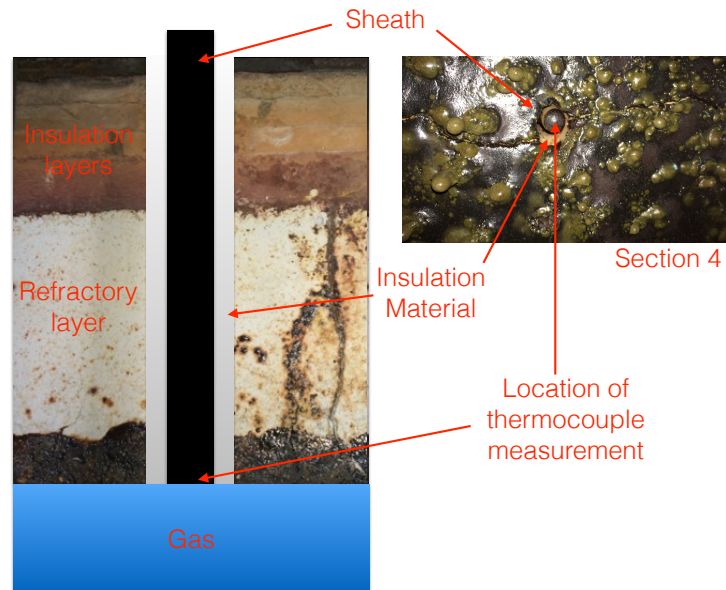 Sheath
Insulation
layers
Section 4
Refractory
layer
Insulation
Material
Location of
thermocouple
measurement
Gas